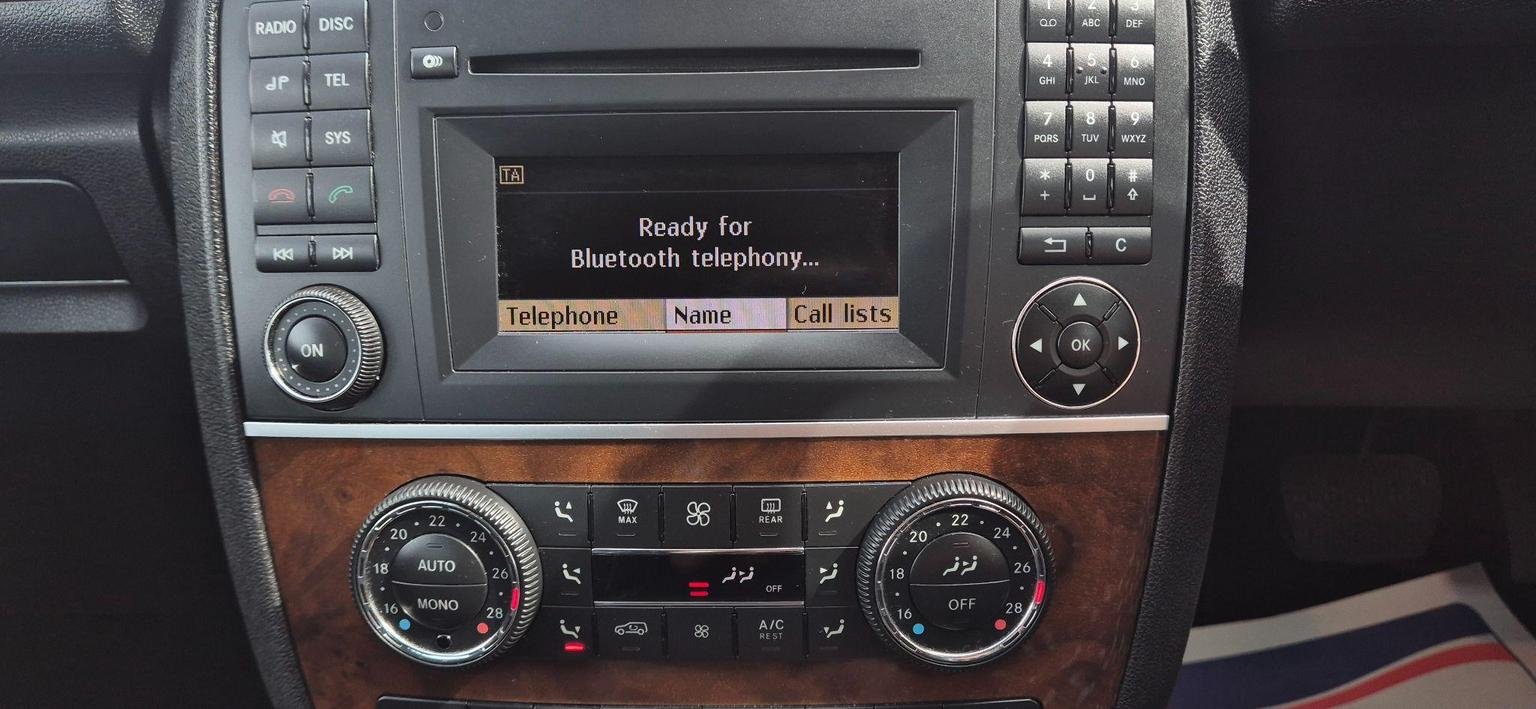 RADIO DISC
TEL
SYS
TA
Ready for
Bluetooth telephony...
Telephone Name Call lists
ON
1 2 ABC 3 DEF
4 GHI 5 JKL 6 MNO
7 PQRS 8 TUV 9 WXYZ
* + 0 #
C
OK
16 18 20 22 24 26 28
AUTO
MONO
MAX
REAR
OFF
A/C
REST
16 18 20 22 24 26 28
OFF